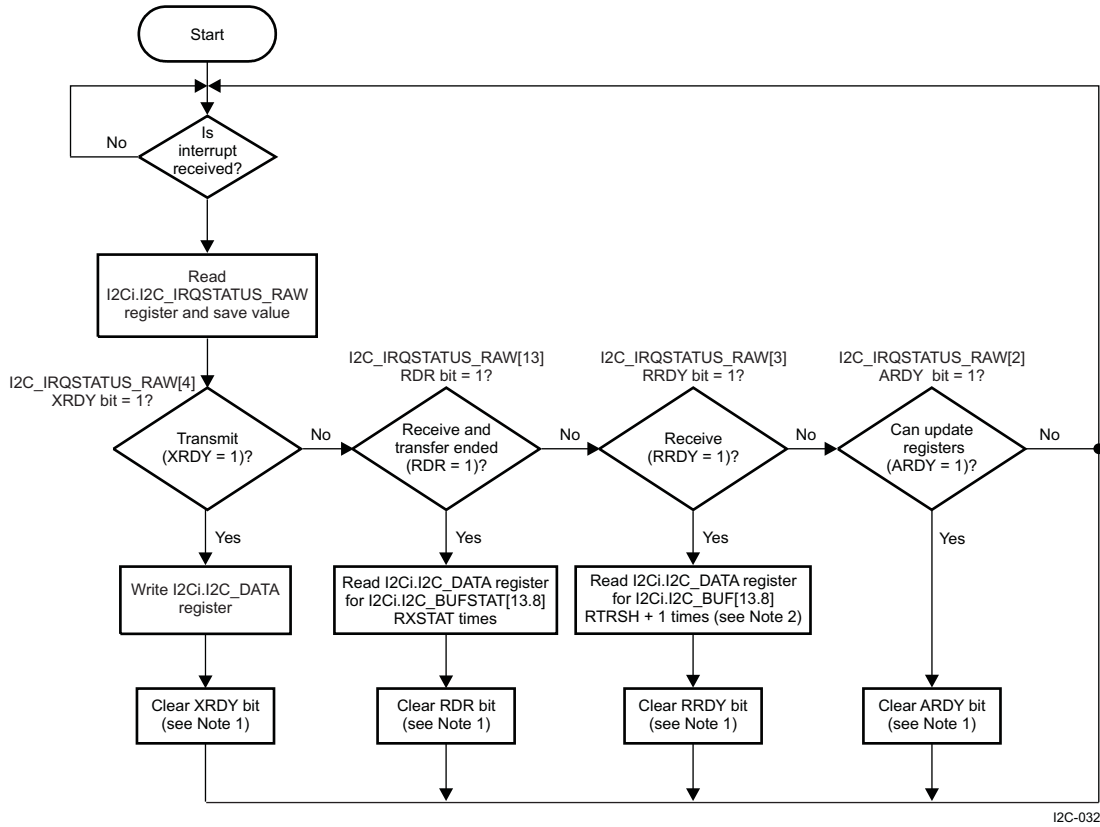 Start
No
Is
interrupt
received?
Read
I2Ci.I2C_IRQSTATUS_RAW
register and save value
I2C_IRQSTATUS_RAW[4]
XRDY bit = 1?
I2C_IRQSTATUS_RAW[13]
RDR bit = 1?
I2C_IRQSTATUS_RAW[3]
RRDY bit = 1?
I2C_IRQSTATUS_RAW[2]
ARDY bit = 1?
Transmit
(XRDY = 1)?
No
Receive and
transfer ended
(RDR = 1)?
No
Receive
(RRDY = 1)?
No
Can update
registers
(ARDY = 1)?
No
Yes
Yes
Yes
Yes
Write I2Ci.I2C_DATA
register
Read I2Ci.I2C_DATA register
for I2Ci.I2C_BUFSTAT[13.8]
RXSTAT times
Read I2Ci.I2C_DATA register
for I2Ci.I2C_BUF[13.8]
RTRSH + 1 times (see Note 2)
Clear XRDY bit
(see Note 1)
Clear RDR bit
(see Note 1)
Clear RRDY bit
(see Note 1)
Clear ARDY bit
(see Note 1)
I2C-032